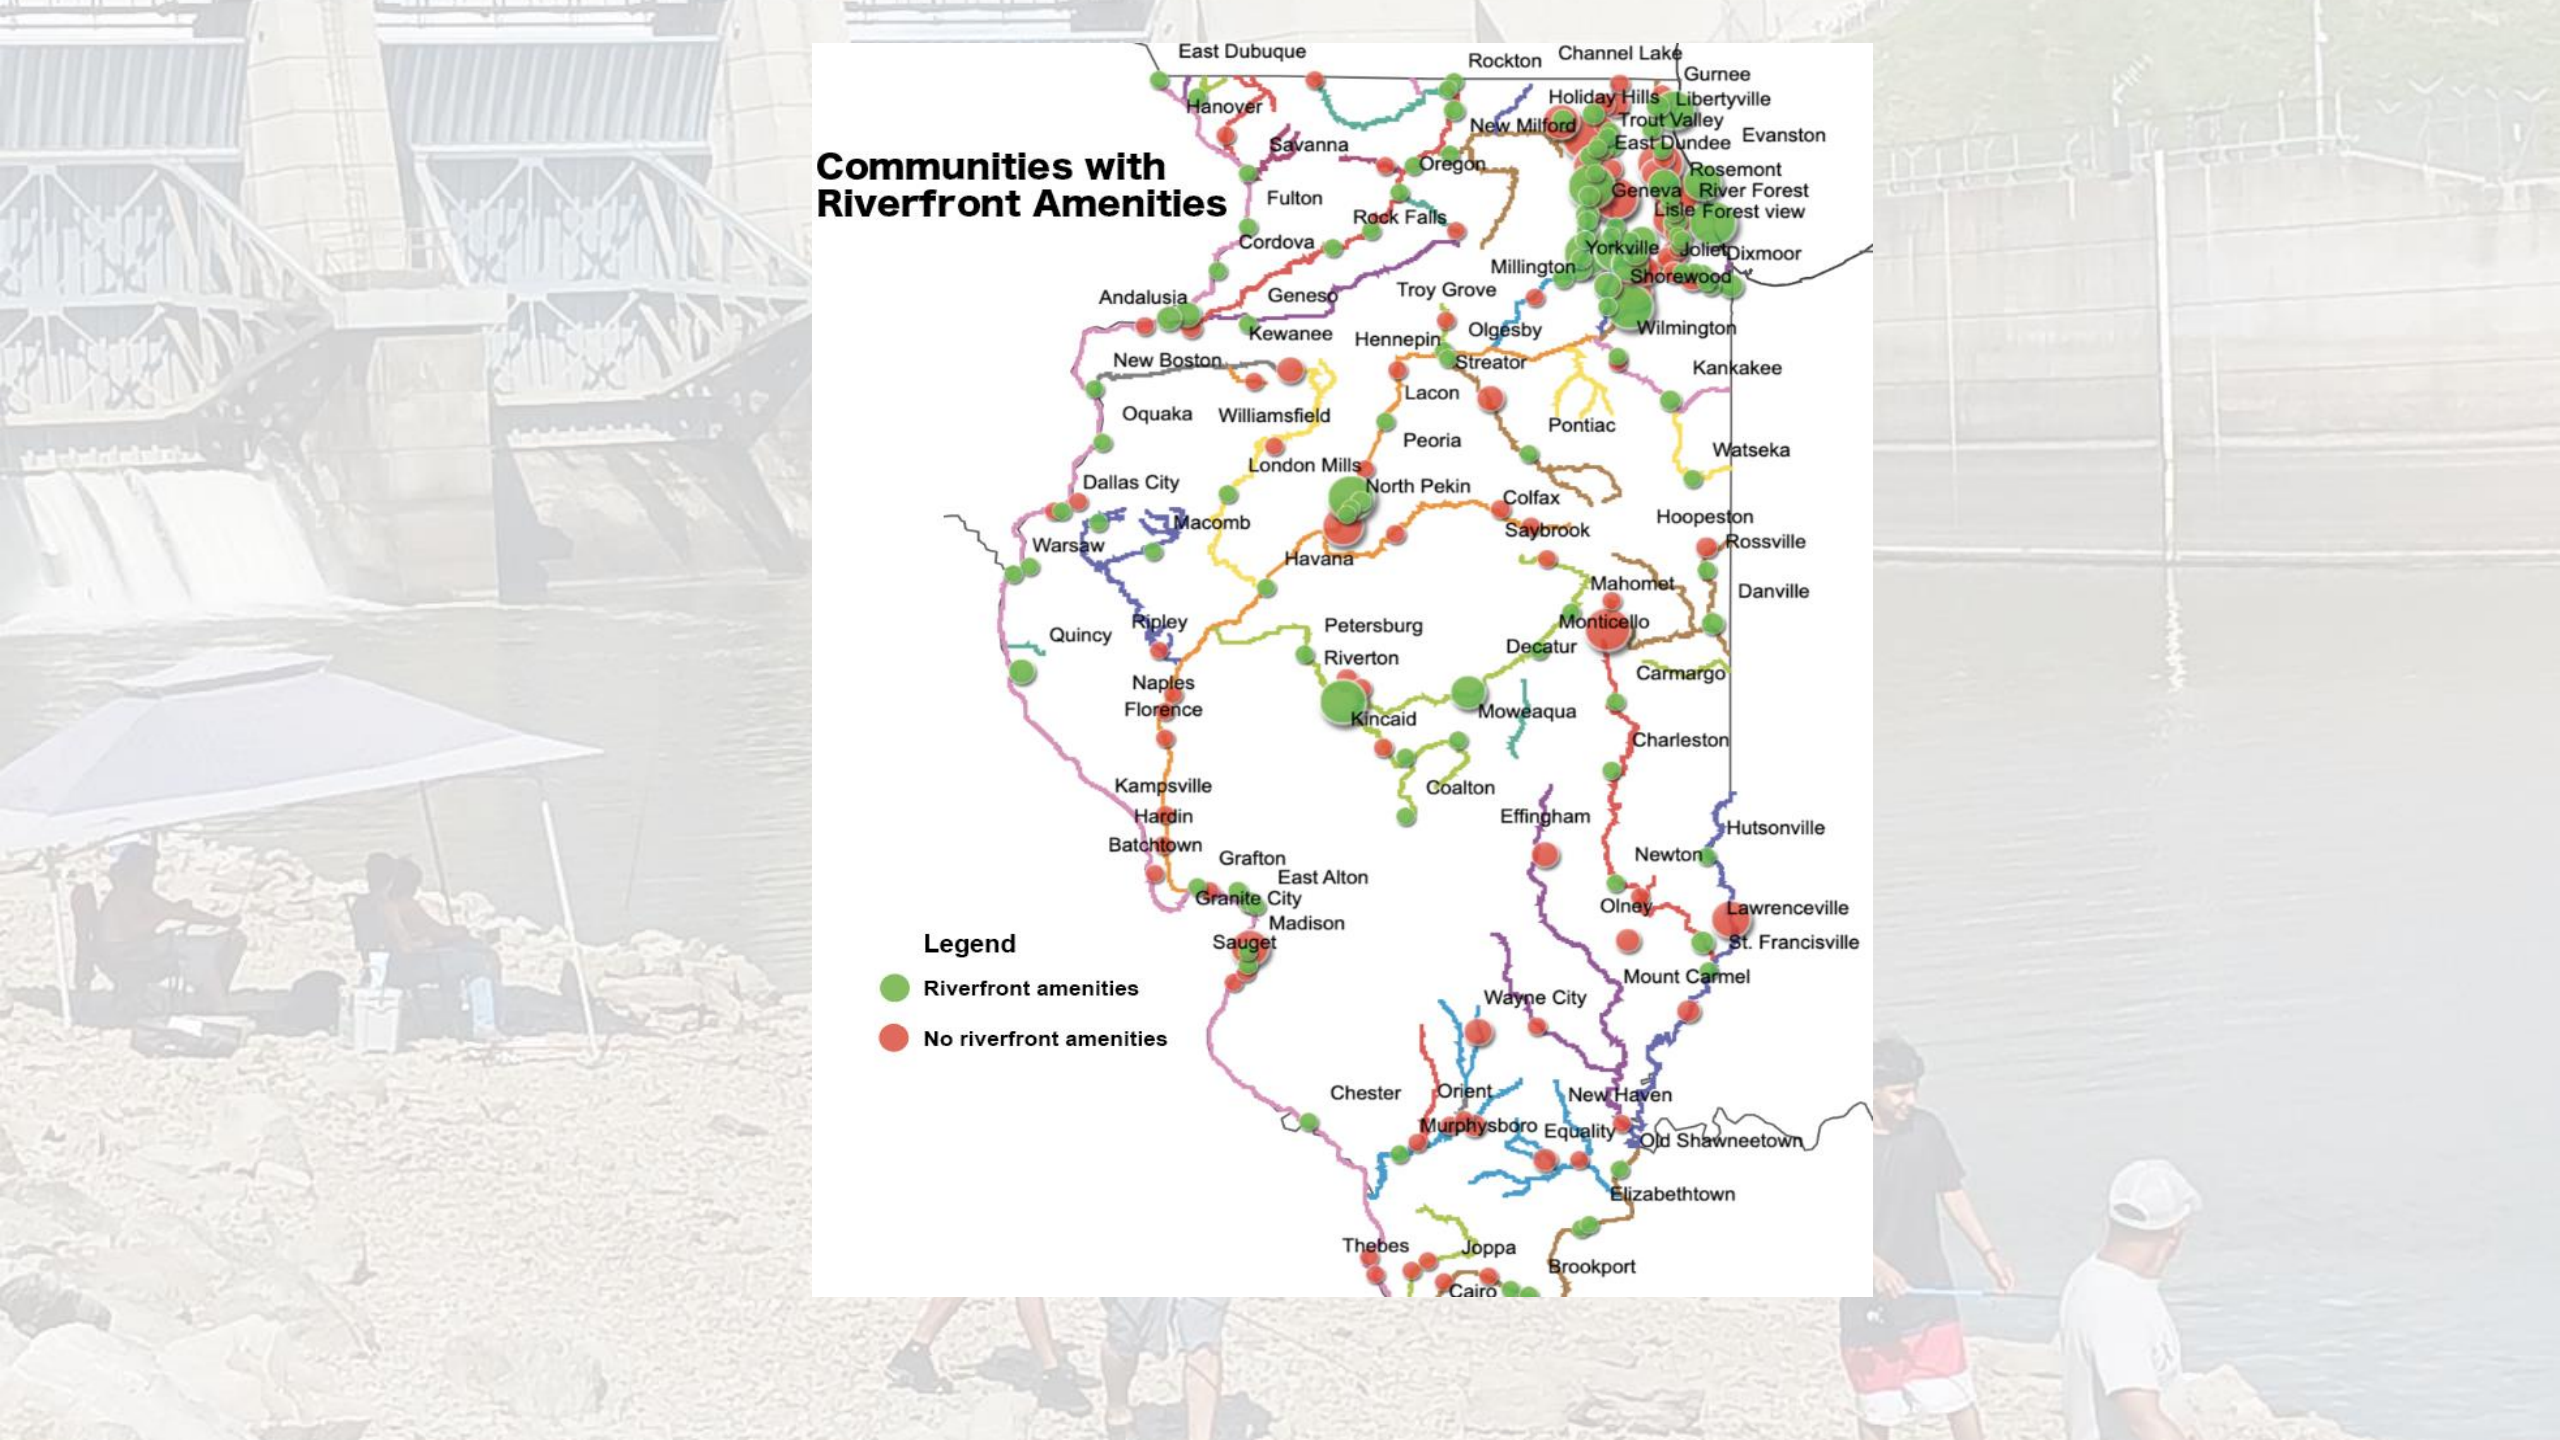 East Dubuque
Rockton
Channel Lake
Gurnee
Hanover
Holiday Hills
Libertyville
New Milford
Trout Valley
Savanna
East Dundee
Evanston
Communities with
Riverfront Amenities
Oregon
Rosemont
Fulton
Geneva
River Forest
Rock Falls
Lisle
Forest view
Cordova
Yorkville
Joliet
Dixmoor
Millington
Shorewood
Andalusia
Geneso
Troy Grove
Kewanee
Hennepin
Olgesby
Wilmington
New Boston
Streator
Kankakee
Lacon
Oquaka
Williamsfield
Pontiac
Peoria
Watseka
London Mills
Dallas City
North Pekin
Colfax
Macomb
Saybrook
Hoopeston
Warsaw
Havana
Rossville
Mahomet
Danville
Ripley
Petersburg
Monticello
Quincy
Riverton
Decatur
Naples
Carmargo
Florence
Kincaid
Moweaqua
Charleston
Kampsville
Coalton
Hardin
Effingham
Hutsonville
Batchtown
Grafton
Newton
East Alton
Granite City
Olney
Lawrenceville
Madison
Legend
Sauget
St. Francisville
Riverfront amenities
Mount Carmel
Wayne City
No riverfront amenities
Chester
Orient
New Haven
Murphysboro
Equality
Old Shawneetown
Elizabethtown
Thebes
Joppa
Brookport
Cairo